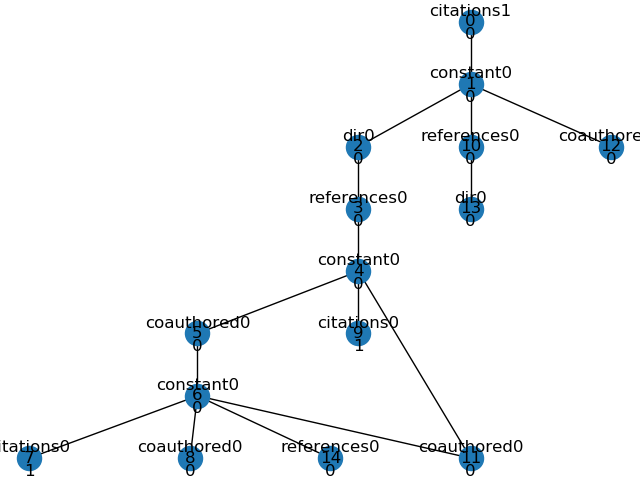 citations1
0
0
constant0
1
0
dir0 references0 coauthore
2 10 12
0 0 0
references0 dir0
3 13
0 0
constant0
4
0
coauthored0 citations0
5 9
0 1
constant0
6
0
itations0 coauthored0 references0 coauthored0
7 8 14 11
1 0 0 0